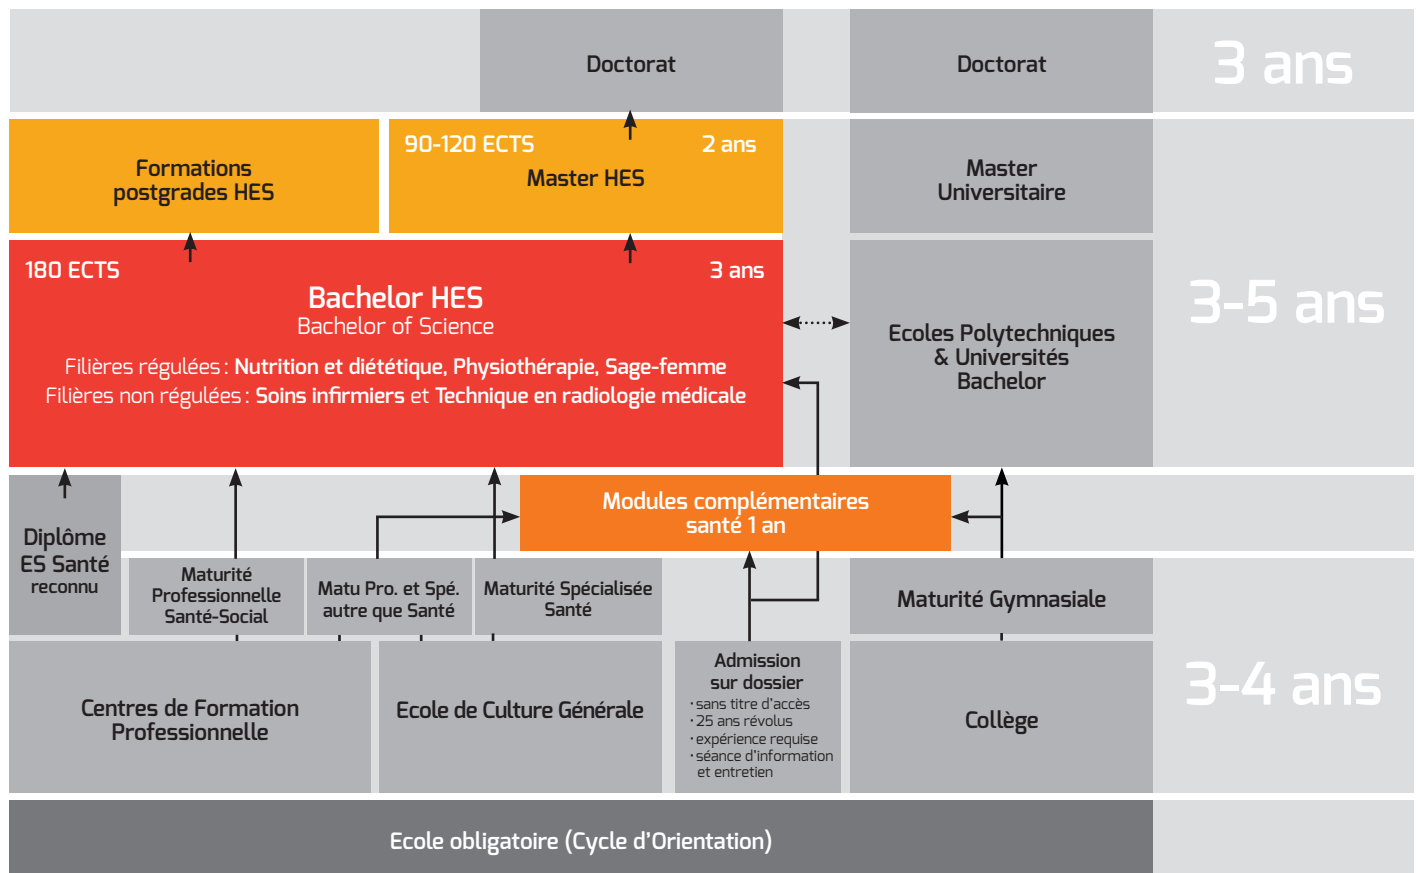 Doctorat
Doctorat
3 ans
Formations
postgrades HES
90-120 ECTS
2 ans
Master HES
Master
Universitaire
180 ECTS
3 ans
Bachelor HES
Bachelor of Science
Filières régulées : Nutrition et diététique, Physiothérapie, Sage-femme
Filières non régulées : Soins infirmiers et Technique en radiologie médicale
Ecoles Polytechniques
& Universités
Bachelor
3-5 ans
Modules complémentaires
santé 1 an
Diplôme
ES Santé
reconnu
Maturité
Professionnelle
Santé-Social
Matu Pro. et Spé.
autre que Santé
Maturité Spécialisée
Santé
Maturité Gymnasiale
Centres de Formation
Professionnelle
Ecole de Culture Générale
Admission
sur dossier
· sans titre d'accès
· 25 ans révolus
· expérience requise
· séance d'information
et entretien
Collège
3-4 ans
Ecole obligatoire (Cycle d'Orientation)